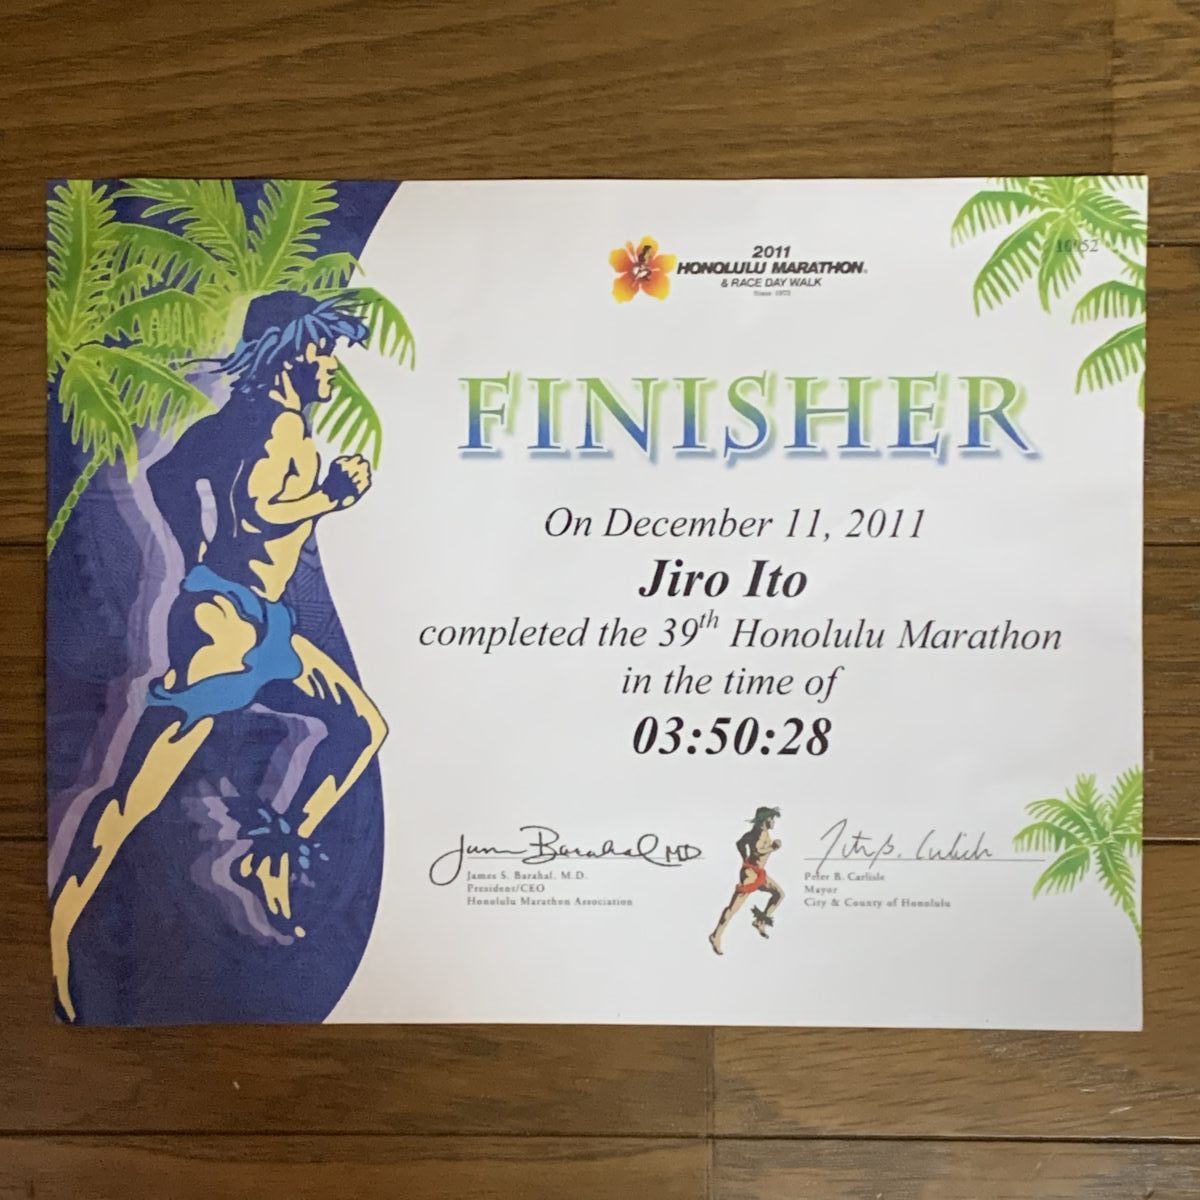 2011
HONOLULU MARATHON®
& RACE DAY WALK
Since 1973
FINISHER
On December 11, 2011
Jiro Ito
completed the 39th Honolulu Marathon
in the time of
03:50:28
James S. Barahal, M.D.
President/CEO
Honolulu Marathon Association
Peter B. Carlisle
Mayor
City & County of Honolulu